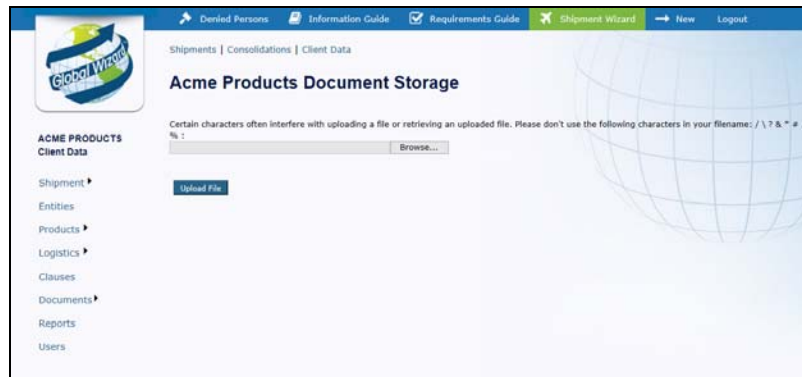 Denied Persons Information Guide Requirements Guide Shipment Wizard New Logout
Global Wizard
Shipments | Consolidations | Client Data
Acme Products Document Storage
Certain characters often interfere with uploading a file or retrieving an uploaded file. Please don't use the following characters in your filename: / \ ? & * #
% :
Browse...
Upload File
ACME PRODUCTS
Client Data
Shipment
Entities
Products
Logistics
Clauses
Documents
Reports
Users